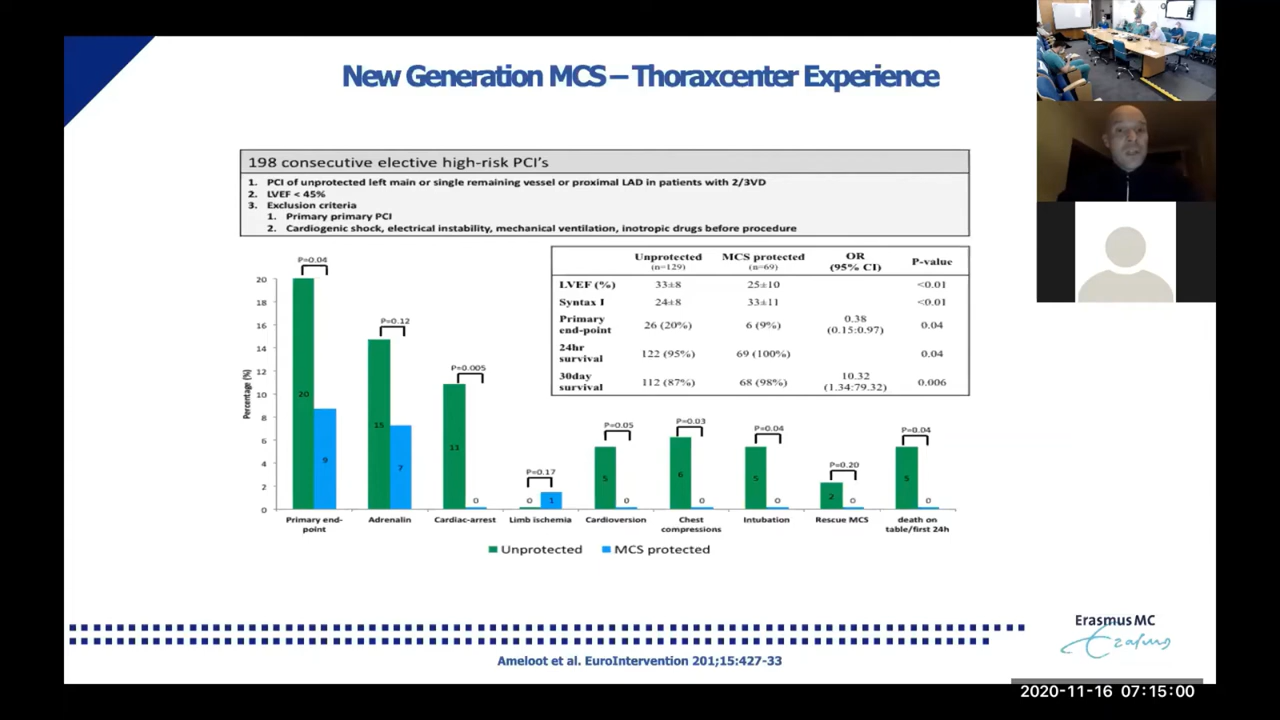 New Generation MCS – Thoraxcenter Experience
198 consecutive elective high-risk PCI's
1. PCI of unprotected left main or single remaining vessel or proximal LAD in patients with 2/3VD
2. LVEF < 45%
3. Exclusion criteria
1. Primary primary PCI
2. Cardiogenic shock, electrical instability, mechanical ventilation, inotropic drugs before procedure
Unprotected (n=129) MCS protected (n=69) OR (95% CI) P-value
LVEF (%) 33±8 25±10 <0.01
Syntax I 24±8 33±11 <0.01
Primary end-point 26 (20%) 6 (9%) 0.38 (0.15:0.97) 0.04
24hr survival 122 (95%) 69 (100%) 0.04
30day survival 112 (87%) 68 (98%) 10.32 (1.34:79.32) 0.006
Percentage (%)
20
18
16
14
12
10
8
6
4
2
0
P=0.04
20
9
Primary end-point
P=0.12
15
7
Adrenalin
P=0.005
11
0
Cardiac-arrest
P=0.17
0
1
Limb ischemia
P=0.05
5
0
Cardioversion
P=0.03
6
0
Chest compressions
P=0.04
5
0
Intubation
P=0.20
2
0
Rescue MCS
P=0.04
5
0
death on table/first 24h
Unprotected MCS protected
Erasmus MC
Erasmus
Ameloot et al. EuroIntervention 201;15:427-33
2020-11-16 07:15:00